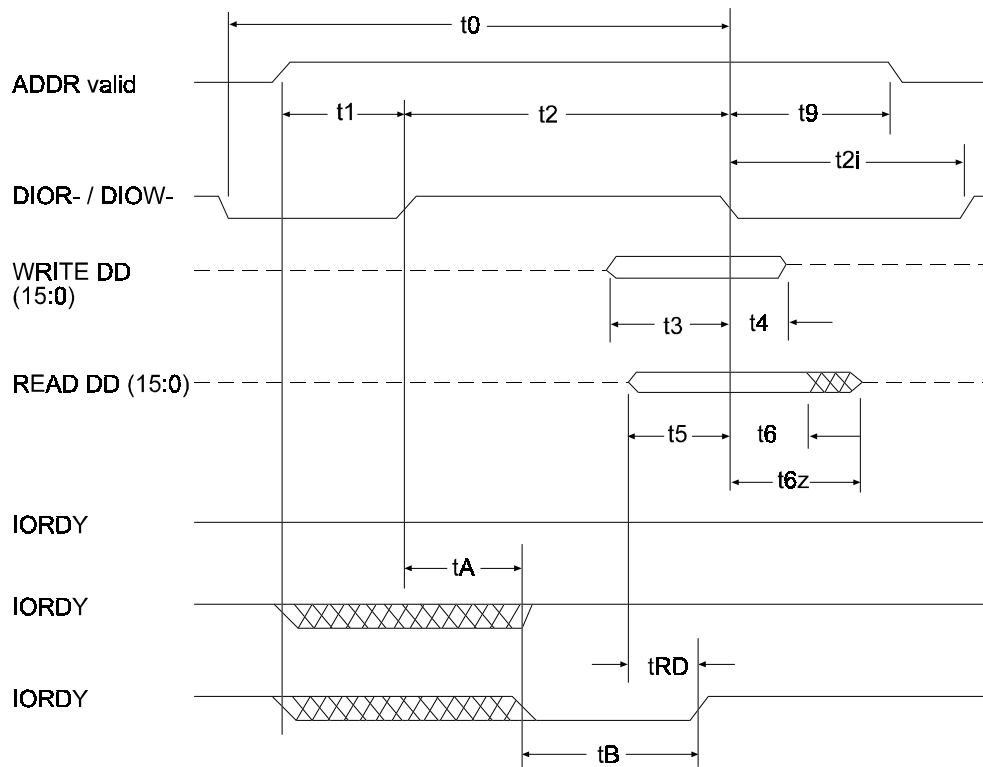 t0
ADDR valid
t1
t2
t9
t2i
DIOR- / DIOW-
WRITE DD
(15:0)
t3
t4
READ DD (15:0)
t5
t6
t6z
IORDY
tA
IORDY
tRD
IORDY
tB